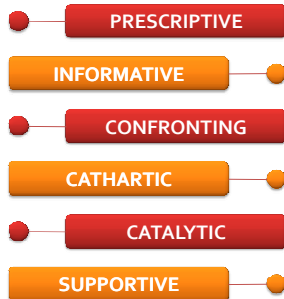 PRESCRIPTIVE
INFORMATIVE
CONFRONTING
CATHARTIC
CATALYTIC
SUPPORTIVE